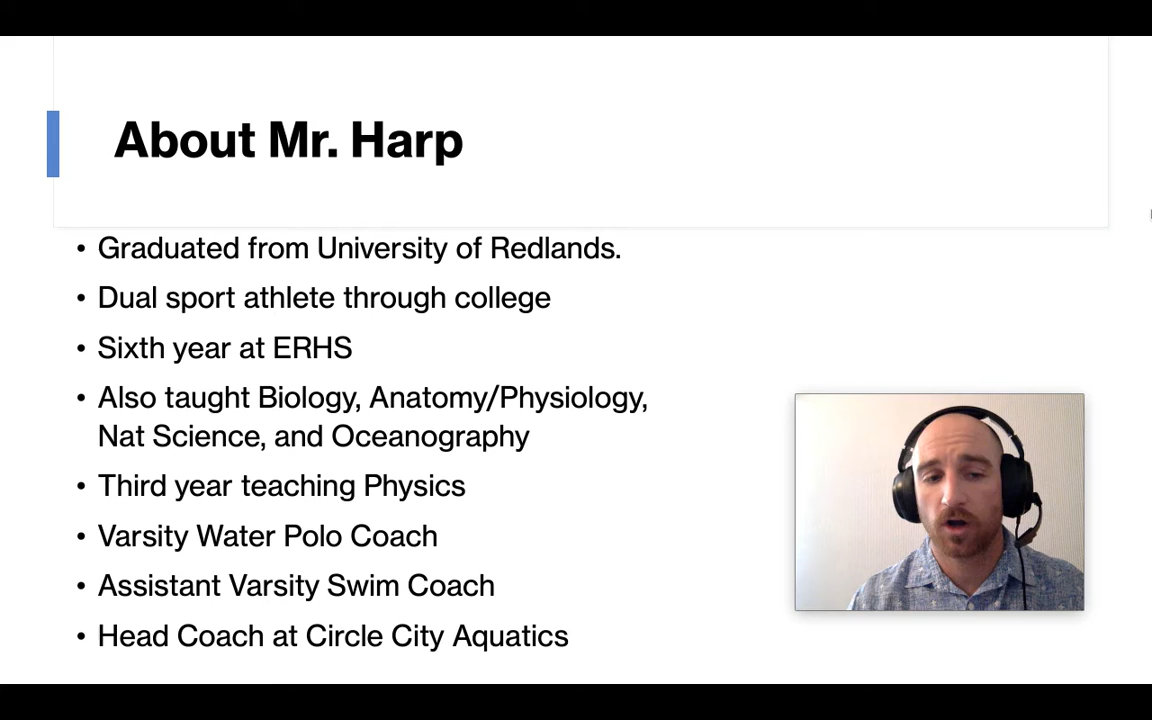 About Mr. Harp
• Graduated from University of Redlands.
• Dual sport athlete through college
• Sixth year at ERHS
• Also taught Biology, Anatomy/Physiology,
Nat Science, and Oceanography
• Third year teaching Physics
• Varsity Water Polo Coach
• Assistant Varsity Swim Coach
• Head Coach at Circle City Aquatics